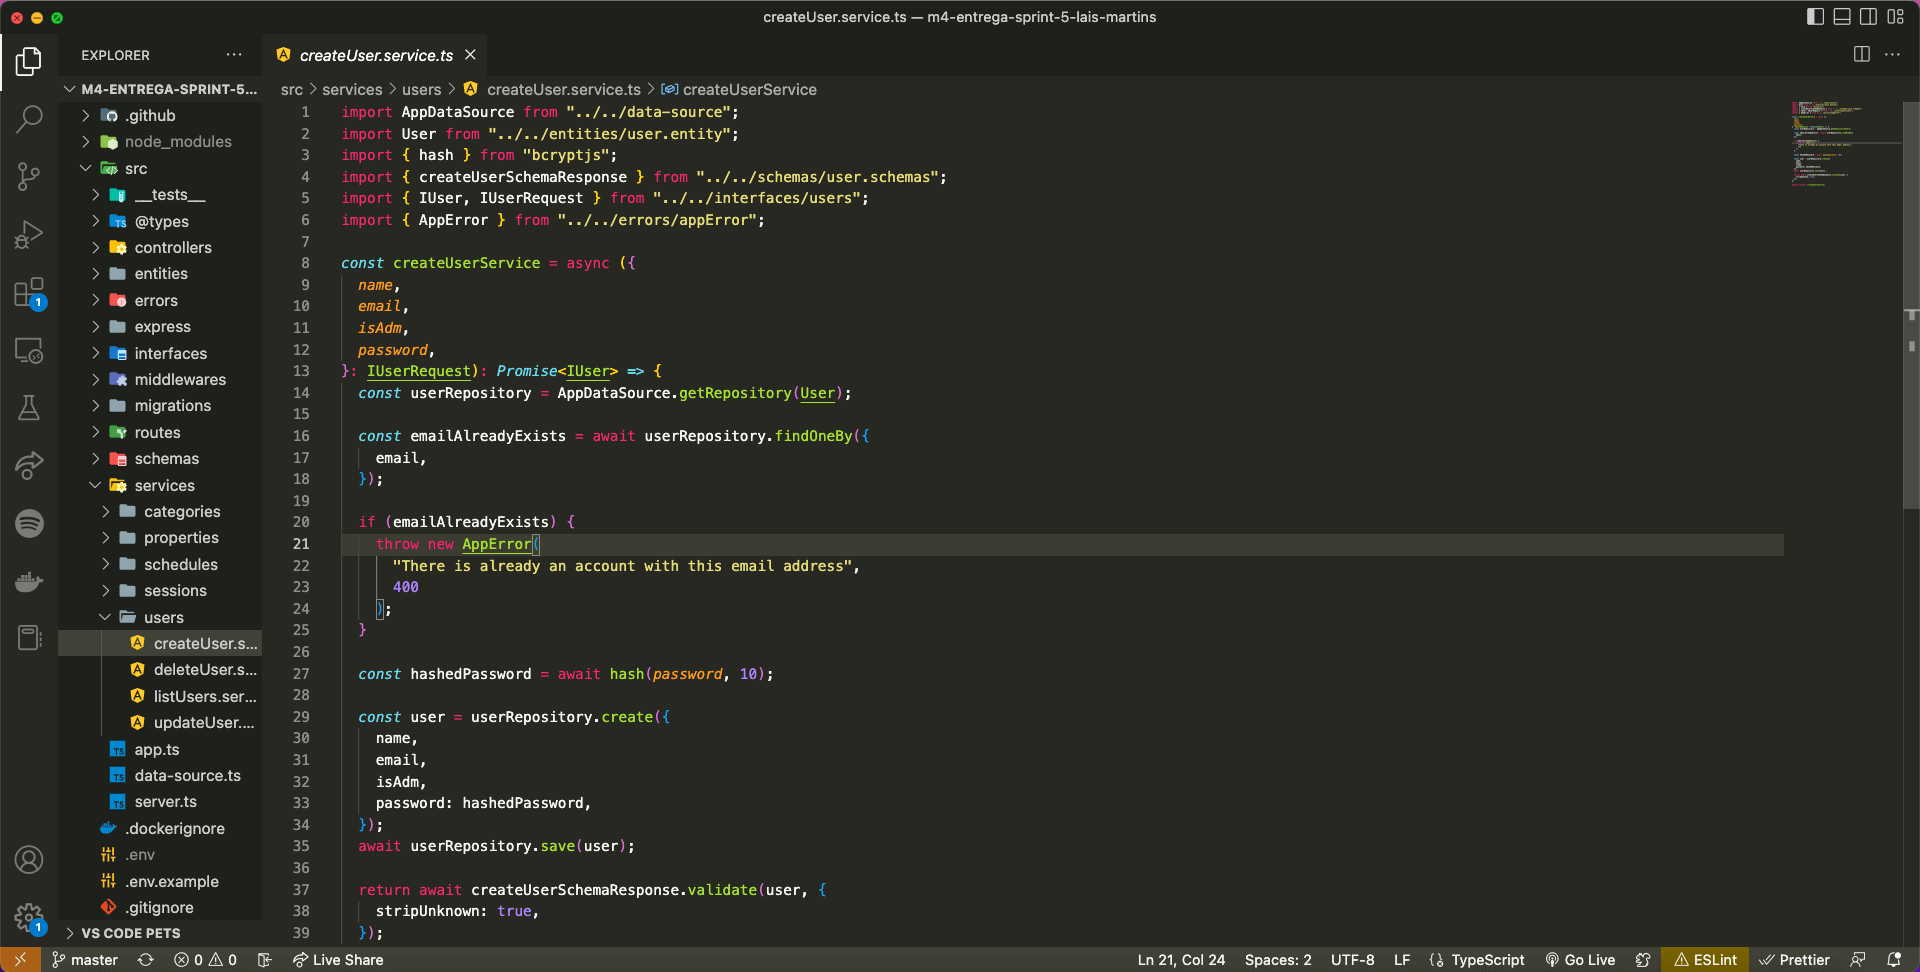 createUser.service.ts — m4-entrega-sprint-5-lais-martins
EXPLORER
createUser.service.ts
M4-ENTREGA-SPRINT-5...
.github
node_modules
src
__tests__
@types
controllers
entities
errors
express
interfaces
middlewares
migrations
routes
schemas
services
categories
properties
schedules
sessions
users
createUser.s...
deleteUser.s...
listUsers.ser...
updateUser....
app.ts
data-source.ts
server.ts
.dockerignore
.env
.env.example
.gitignore
VS CODE PETS
1
1
src > services > users > createUser.service.ts > createUserService
1 import AppDataSource from "../../data-source";
2 import User from "../../entities/user.entity";
3 import { hash } from "bcryptjs";
4 import { createUserSchemaResponse } from "../../schemas/user.schemas";
5 import { IUser, IUserRequest } from "../../interfaces/users";
6 import { AppError } from "../../errors/appError";
7
8 const createUserService = async ({
9 name,
10 email,
11 isAdm,
12 password,
13 }: IUserRequest): Promise<IUser> => {
14 const userRepository = AppDataSource.getRepository(User);
15
16 const emailAlreadyExists = await userRepository.findOneBy({
17 email,
18 });
19
20 if (emailAlreadyExists) {
21 throw new AppError(
22 "There is already an account with this email address",
23 400
24 );
25 }
26
27 const hashedPassword = await hash(password, 10);
28
29 const user = userRepository.create({
30 name,
31 email,
32 isAdm,
33 password: hashedPassword,
34 });
35 await userRepository.save(user);
36
37 return await createUserSchemaResponse.validate(user, {
38 stripUnknown: true,
39 });
master 0 0 Live Share Ln 21, Col 24 Spaces: 2 UTF-8 LF {} TypeScript Go Live ESLint Prettier